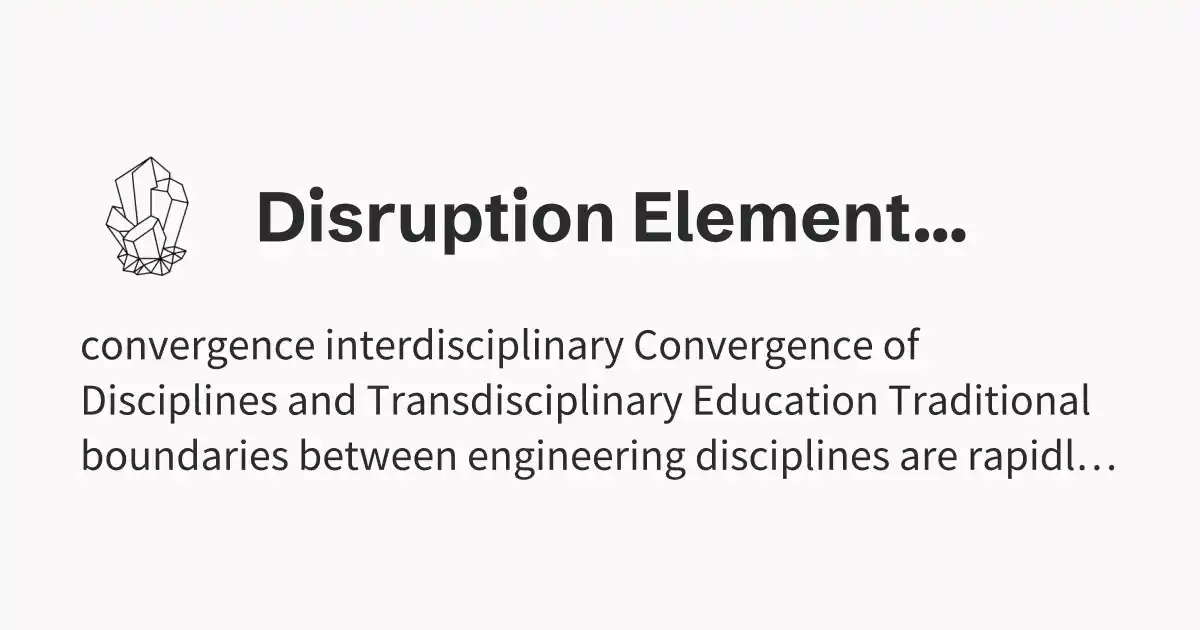 Disruption Element...
convergence interdisciplinary Convergence of
Disciplines and Transdisciplinary Education Traditional
boundaries between engineering disciplines are rapidl...